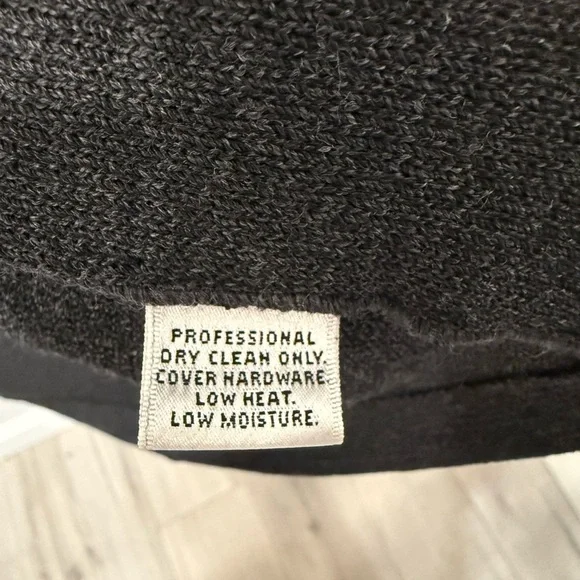 PROFESSIONAL
DRY CLEAN ONLY.
COVER HARDWARE.
LOW HEAT.
LOW MOISTURE.